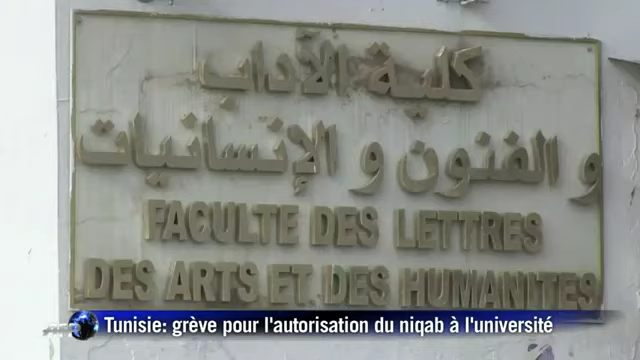 كلية الآداب
و الفنون و الإنسانيات
FACULTE DES LETTRES
DES ARTS ET DES HUMANITES
Tunisie: grève pour l'autorisation du niqab à l'université